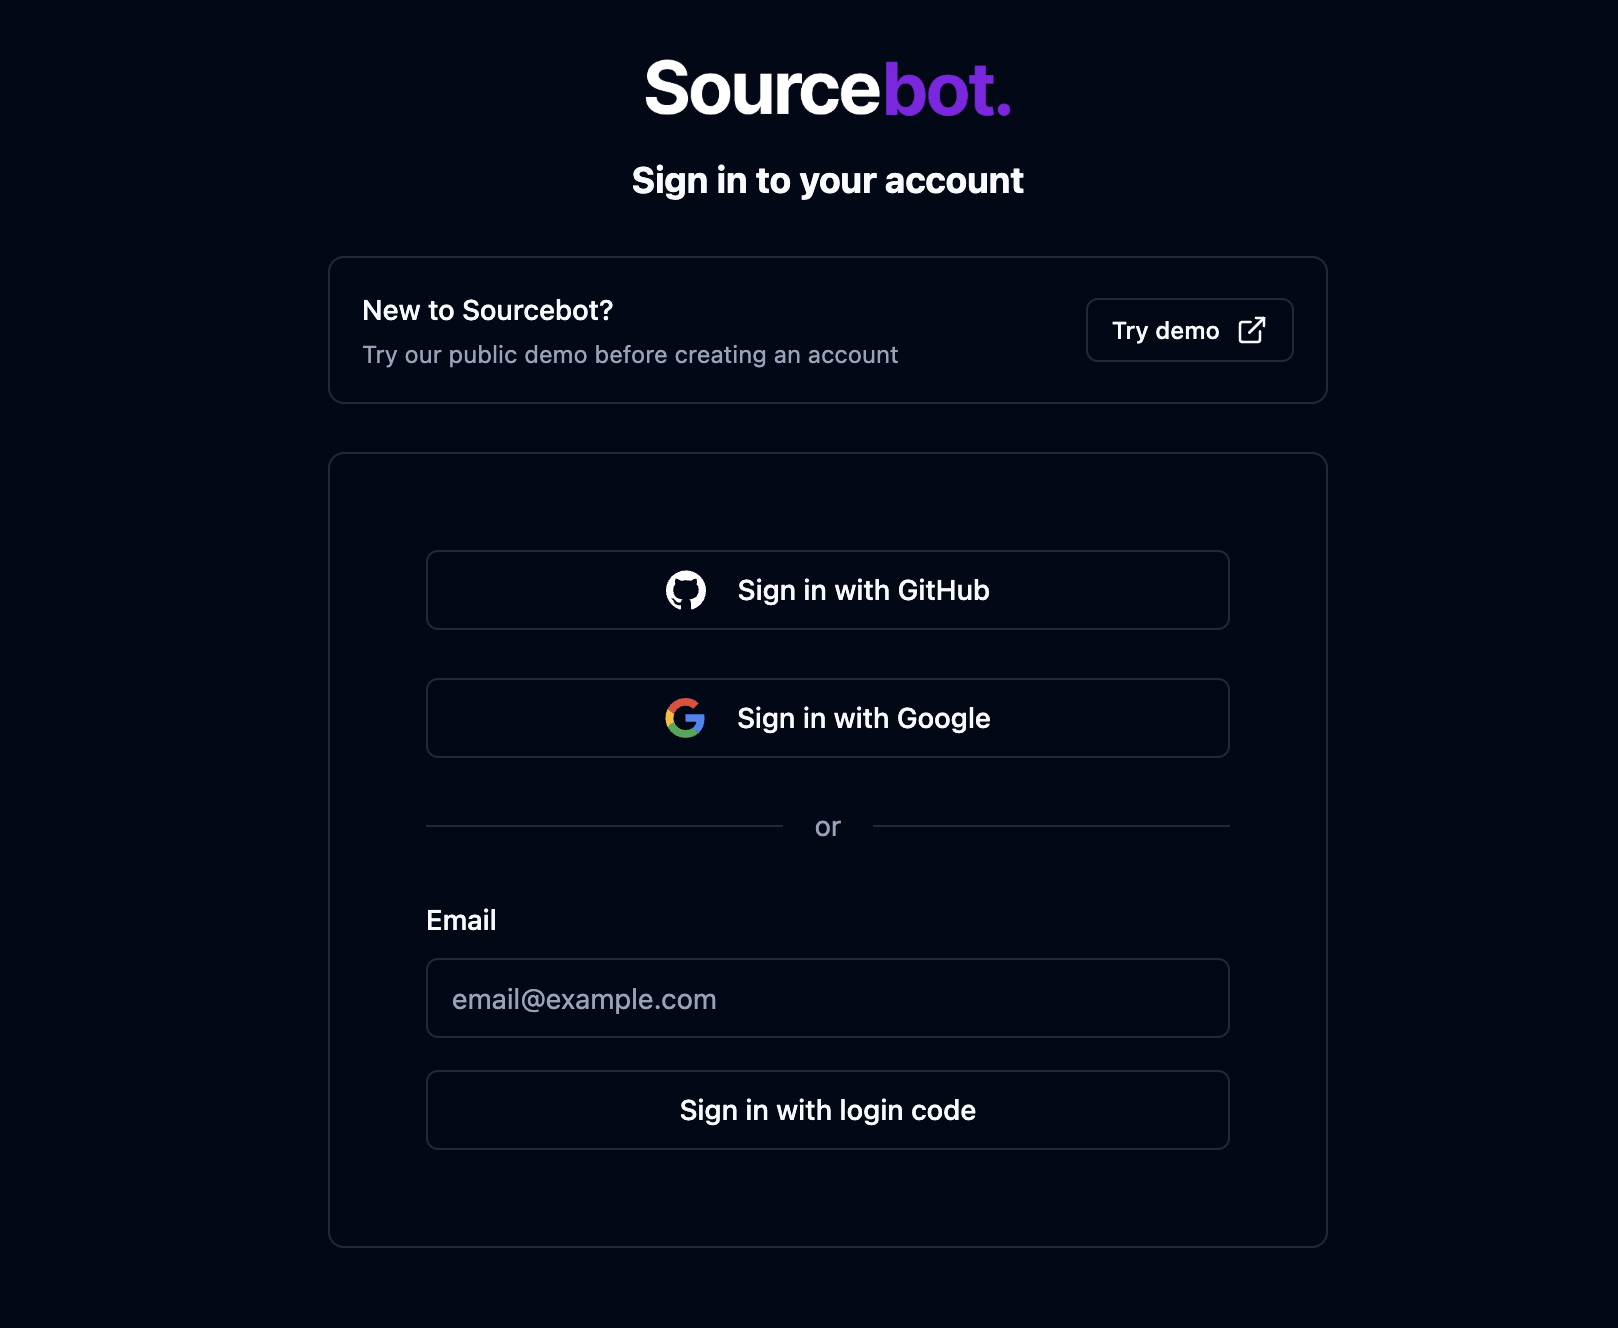 Sourcebot.
Sign in to your account
New to Sourcebot?
Try our public demo before creating an account
Try demo
Sign in with GitHub
Sign in with Google
or
Email
email@example.com
Sign in with login code